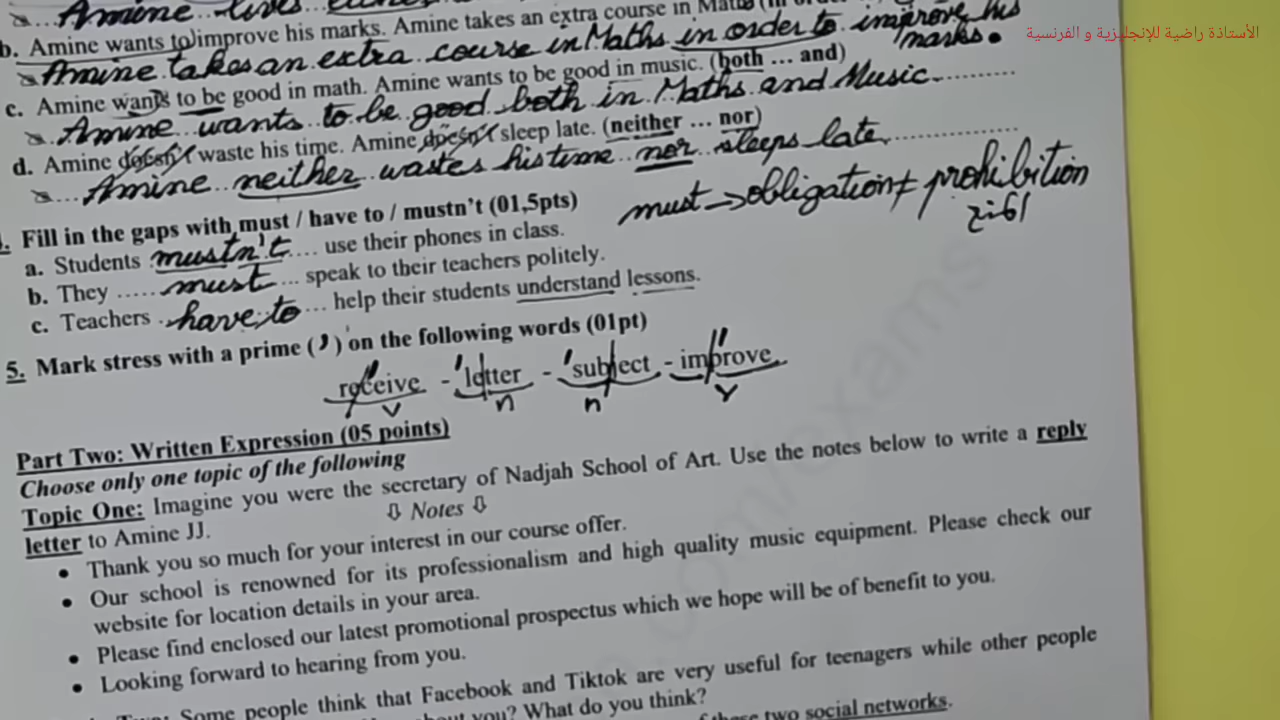 Amine lives
الأستاذة راضية للإنجليزية و الفرنسية
b. Amine wants to improve his marks. Amine takes an extra course in Maths (in order to
Amine takes an extra course in Maths in order to improve his marks.
c. Amine wants to be good in math. Amine wants to be good in music. (both ... and)
Amine wants to be good both in Maths and Music
d. Amine doesn't waste his time. Amine doesn't sleep late. (neither ... nor)
Amine neither wastes his time nor sleeps late
Fill in the gaps with must / have to / mustn't (01,5pts)
must → obligation ≠ prohibition
a. Students mustn't use their phones in class.
b. They must speak to their teachers politely.
c. Teachers have to help their students understand lessons.
5. Mark stress with a prime (') on the following words (01pt)
re'ceive - 'letter - 'subject - im'prove
v n n v
Part Two: Written Expression (05 points)
Choose only one topic of the following
Topic One: Imagine you were the secretary of Nadjah School of Art. Use the notes below to write a reply
letter to Amine JJ.
⇩ Notes ⇩
• Thank you so much for your interest in our course offer.
• Our school is renowned for its professionalism and high quality music equipment. Please check our
website for location details in your area.
• Please find enclosed our latest promotional prospectus which we hope will be of benefit to you.
• Looking forward to hearing from you.
Some people think that Facebook and Tiktok are very useful for teenagers while other people
you? What do you think?
these two social networks.